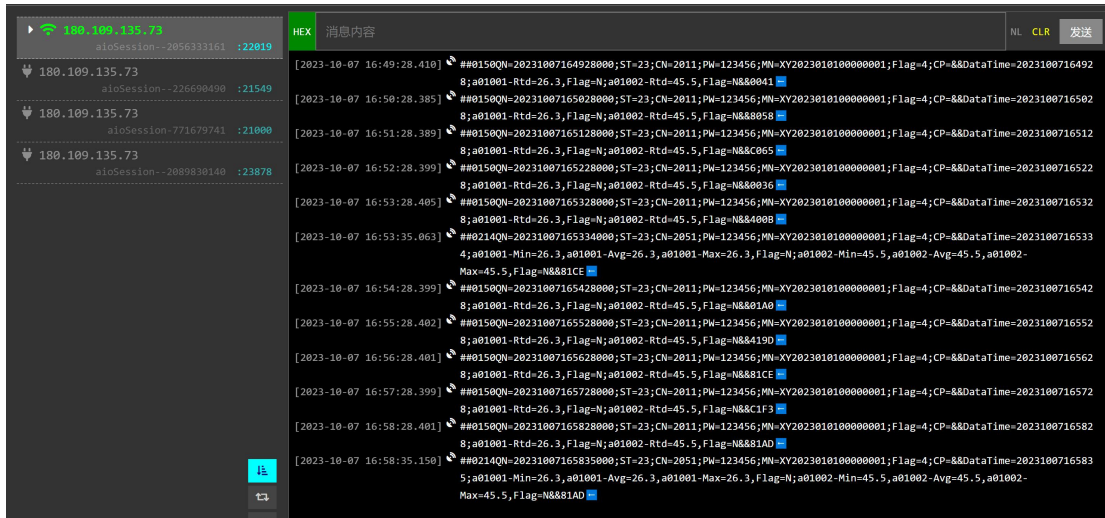 180.109.135.73
aioSession--2056333161 :22019
180.109.135.73
aioSession--226690490 :21549
180.109.135.73
aioSession-771679741 :21000
180.109.135.73
aioSession--2089830140 :23878
HEX 消息内容 NL CLR 发送
[2023-10-07 16:49:28.410] ##0150QN=20231007164928000;ST=23;CN=2011;PW=123456;MN=XY2023010100000001;Flag=4;CP=&&DataTime=2023100716492
8;a01001-Rtd=26.3,Flag=N;a01002-Rtd=45.5,Flag=N&&0041
[2023-10-07 16:50:28.385] ##0150QN=20231007165028000;ST=23;CN=2011;PW=123456;MN=XY2023010100000001;Flag=4;CP=&&DataTime=2023100716502
8;a01001-Rtd=26.3,Flag=N;a01002-Rtd=45.5,Flag=N&&8058
[2023-10-07 16:51:28.389] ##0150QN=20231007165128000;ST=23;CN=2011;PW=123456;MN=XY2023010100000001;Flag=4;CP=&&DataTime=2023100716512
8;a01001-Rtd=26.3,Flag=N;a01002-Rtd=45.5,Flag=N&&C065
[2023-10-07 16:52:28.399] ##0150QN=20231007165228000;ST=23;CN=2011;PW=123456;MN=XY2023010100000001;Flag=4;CP=&&DataTime=2023100716522
8;a01001-Rtd=26.3,Flag=N;a01002-Rtd=45.5,Flag=N&&0036
[2023-10-07 16:53:28.405] ##0150QN=20231007165328000;ST=23;CN=2011;PW=123456;MN=XY2023010100000001;Flag=4;CP=&&DataTime=2023100716532
8;a01001-Rtd=26.3,Flag=N;a01002-Rtd=45.5,Flag=N&&400B
[2023-10-07 16:53:35.063] ##0214QN=20231007165334000;ST=23;CN=2051;PW=123456;MN=XY2023010100000001;Flag=4;CP=&&DataTime=2023100716533
4;a01001-Min=26.3,a01001-Avg=26.3,a01001-Max=26.3,Flag=N;a01002-Min=45.5,a01002-Avg=45.5,a01002-
Max=45.5,Flag=N&&81CE
[2023-10-07 16:54:28.399] ##0150QN=20231007165428000;ST=23;CN=2011;PW=123456;MN=XY2023010100000001;Flag=4;CP=&&DataTime=2023100716542
8;a01001-Rtd=26.3,Flag=N;a01002-Rtd=45.5,Flag=N&&01A0
[2023-10-07 16:55:28.402] ##0150QN=20231007165528000;ST=23;CN=2011;PW=123456;MN=XY2023010100000001;Flag=4;CP=&&DataTime=2023100716552
8;a01001-Rtd=26.3,Flag=N;a01002-Rtd=45.5,Flag=N&&419D
[2023-10-07 16:56:28.401] ##0150QN=20231007165628000;ST=23;CN=2011;PW=123456;MN=XY2023010100000001;Flag=4;CP=&&DataTime=2023100716562
8;a01001-Rtd=26.3,Flag=N;a01002-Rtd=45.5,Flag=N&&81CE
[2023-10-07 16:57:28.399] ##0150QN=20231007165728000;ST=23;CN=2011;PW=123456;MN=XY2023010100000001;Flag=4;CP=&&DataTime=2023100716572
8;a01001-Rtd=26.3,Flag=N;a01002-Rtd=45.5,Flag=N&&C1F3
[2023-10-07 16:58:28.401] ##0150QN=20231007165828000;ST=23;CN=2011;PW=123456;MN=XY2023010100000001;Flag=4;CP=&&DataTime=2023100716582
8;a01001-Rtd=26.3,Flag=N;a01002-Rtd=45.5,Flag=N&&81AD
[2023-10-07 16:58:35.150] ##0214QN=20231007165835000;ST=23;CN=2051;PW=123456;MN=XY2023010100000001;Flag=4;CP=&&DataTime=2023100716583
5;a01001-Min=26.3,a01001-Avg=26.3,a01001-Max=26.3,Flag=N;a01002-Min=45.5,a01002-Avg=45.5,a01002-
Max=45.5,Flag=N&&81AD